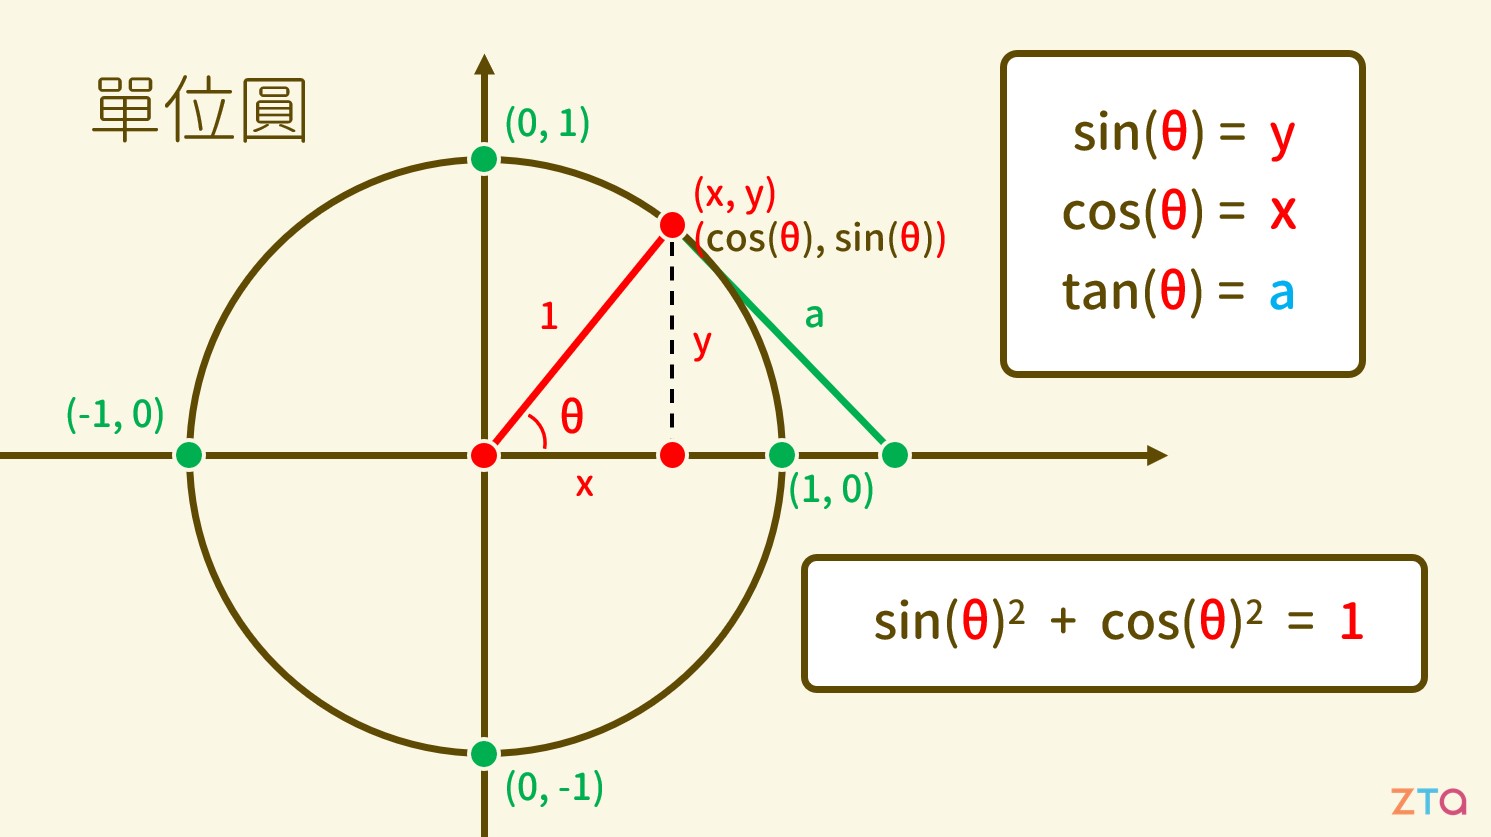 單位圓
(0, 1)
(x, y)
(cos(θ), sin(θ))
1
a
y
θ
(-1, 0)
x
(1, 0)
(0, -1)
sin(θ) = y
cos(θ) = x
tan(θ) = a
sin(θ)² + cos(θ)² = 1
ZTA